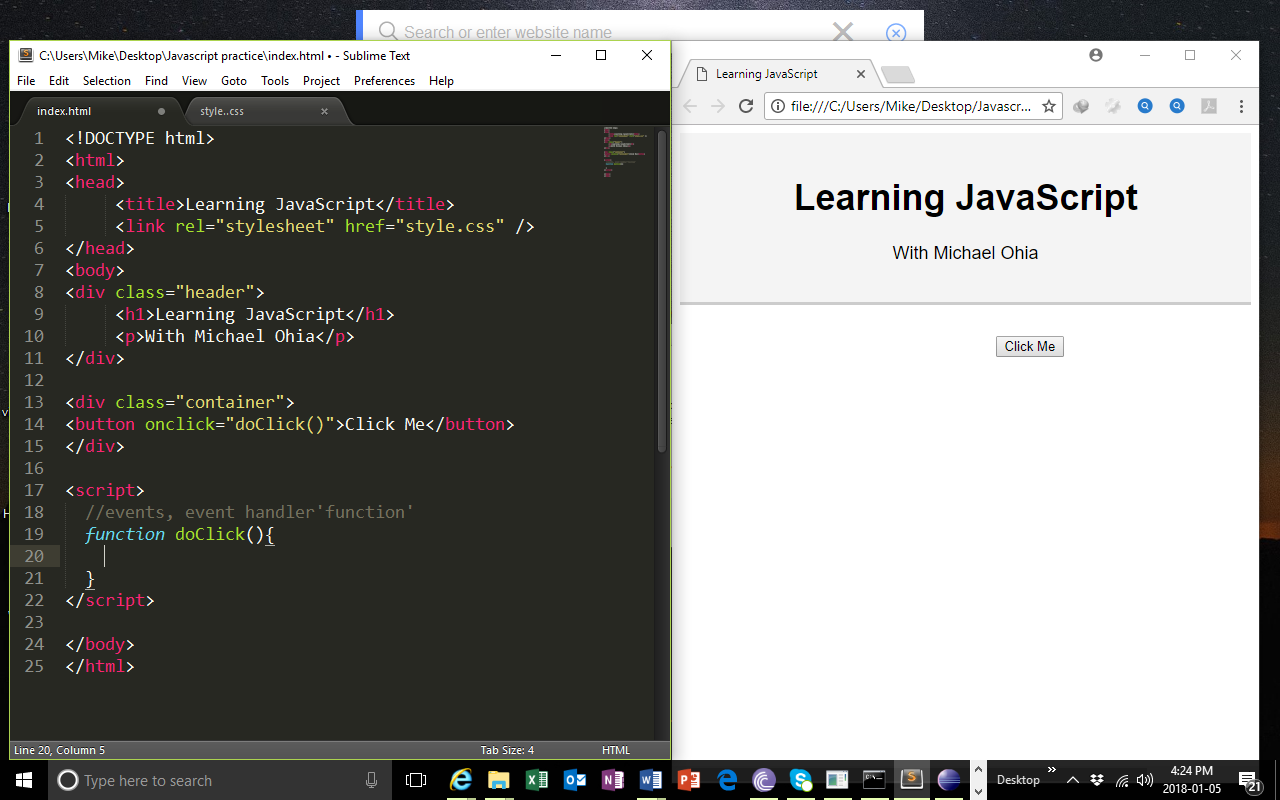 Search or enter website name
C:\Users\Mike\Desktop\Javascript practice\index.html • - Sublime Text
File Edit Selection Find View Goto Tools Project Preferences Help
index.html
style..css
1 <!DOCTYPE html>
2 <html>
3 <head>
4 <title>Learning JavaScript</title>
5 <link rel="stylesheet" href="style.css" />
6 </head>
7 <body>
8 <div class="header">
9 <h1>Learning JavaScript</h1>
10 <p>With Michael Ohia</p>
11 </div>
12
13 <div class="container">
14 <button onclick="doClick()">Click Me</button>
15 </div>
16
17 <script>
18 //events, event handler'function'
19 function doClick(){
20
21 }
22 </script>
23
24 </body>
25 </html>
Line 20, Column 5
Tab Size: 4
HTML
Learning JavaScript
file:///C:/Users/Mike/Desktop/Javascr...
Learning JavaScript
With Michael Ohia
Click Me
Type here to search
Desktop
4:24 PM
2018-01-05
21